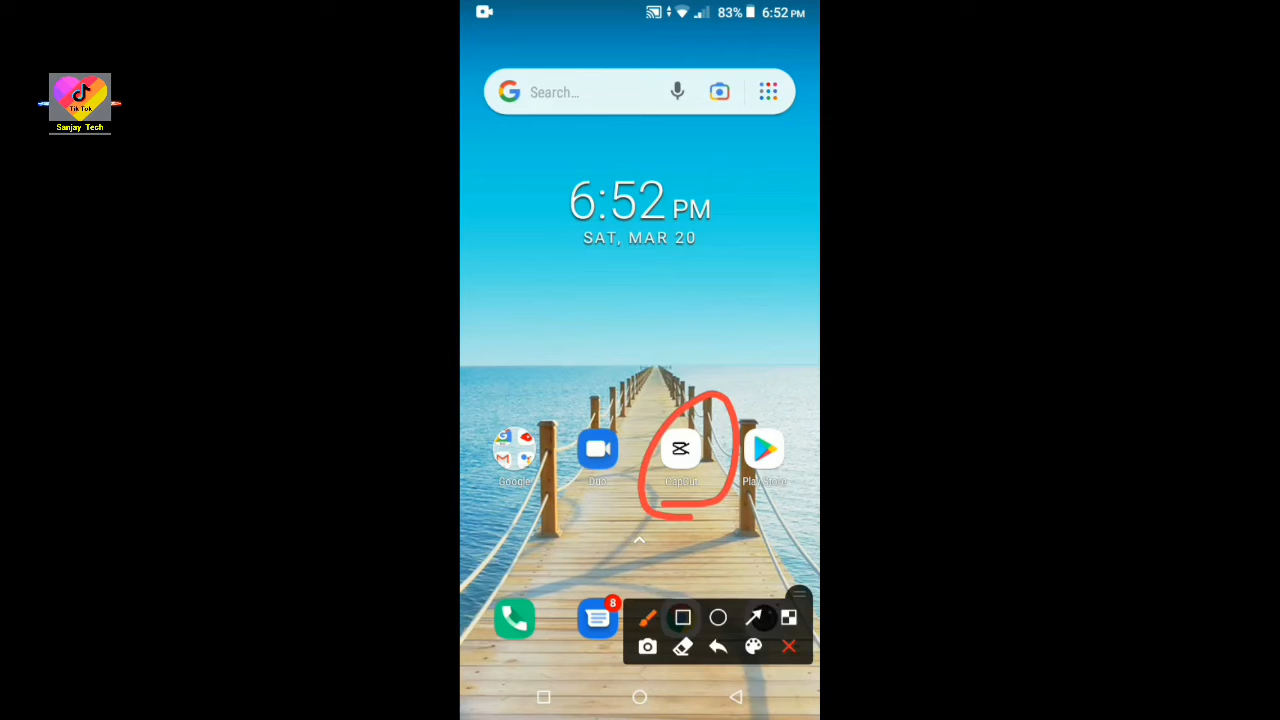 83% 6:52 PM
Search...
6:52 PM
SAT, MAR 20
Tik Tok
Sanjay Tech
Google
Duo
CapCut
Play Store
8